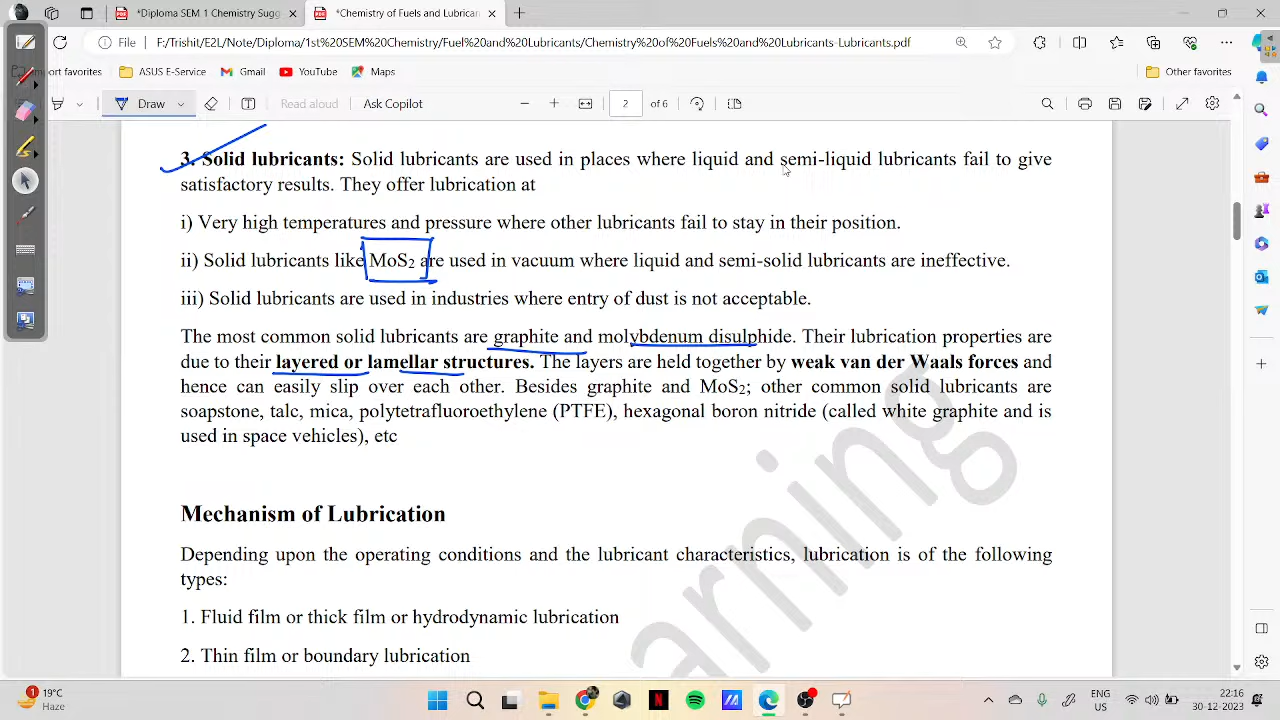 *Diploma SEM 1 Chemistry Sugg
*Chemistry of Fuels and Lubrican
File
F:/Trishit/E2L/Note/Diploma/1st%20SEM%20Chemistry/Fuel%20and%20Lubricants/Chemistry%20of%20Fuels%20and%20Lubricants-Lubricants.pdf
Import favorites
ASUS E-Service
Gmail
YouTube
Maps
Other favorites
Draw
Read aloud
Ask Copilot
2 of 6
3. Solid lubricants: Solid lubricants are used in places where liquid and semi-liquid lubricants fail to give
satisfactory results. They offer lubrication at
i) Very high temperatures and pressure where other lubricants fail to stay in their position.
ii) Solid lubricants like MoS₂ are used in vacuum where liquid and semi-solid lubricants are ineffective.
iii) Solid lubricants are used in industries where entry of dust is not acceptable.
The most common solid lubricants are graphite and molybdenum disulphide. Their lubrication properties are
due to their layered or lamellar structures. The layers are held together by weak van der Waals forces and
hence can easily slip over each other. Besides graphite and MoS₂; other common solid lubricants are
soapstone, talc, mica, polytetrafluoroethylene (PTFE), hexagonal boron nitride (called white graphite and is
used in space vehicles), etc
Mechanism of Lubrication
Depending upon the operating conditions and the lubricant characteristics, lubrication is of the following
types:
1. Fluid film or thick film or hydrodynamic lubrication
2. Thin film or boundary lubrication
arning
1
19°C
Haze
ENG
22:16
30-12-2023